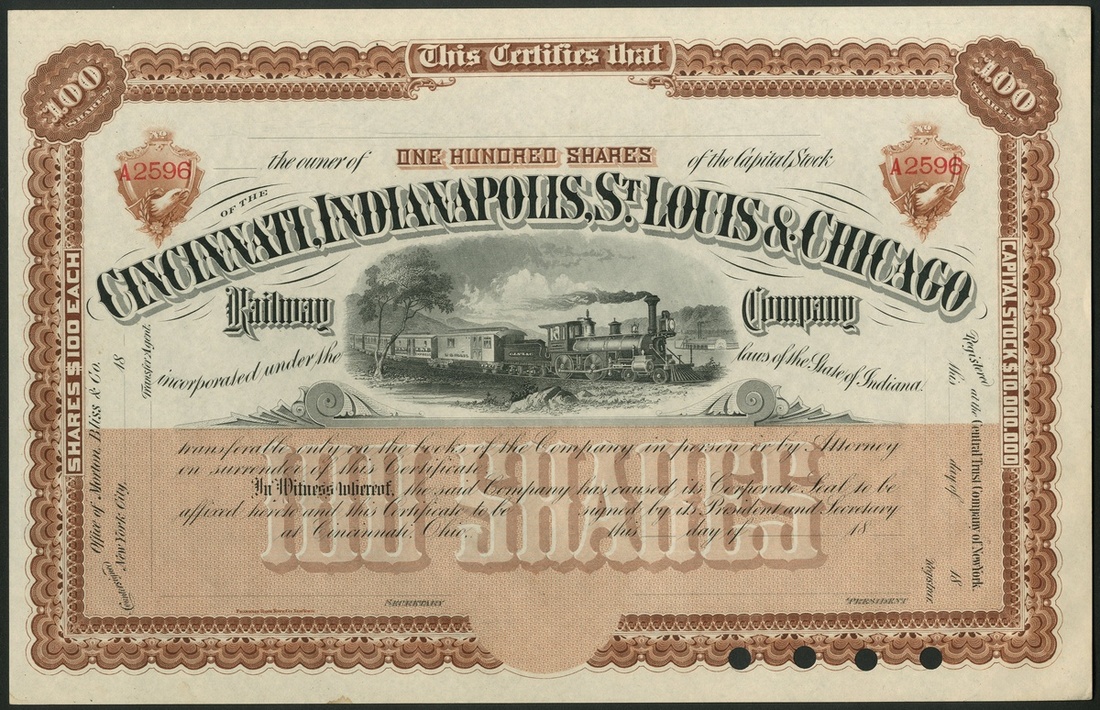 This Certifies that
100 SHARES
100 SHARES
No A2596
No A2596
the owner of ONE HUNDRED SHARES of the Capital Stock
OF THE
CINCINNATI, INDIANAPOLIS, ST. LOUIS & CHICAGO
Railway Company
incorporated under the laws of the State of Indiana.
transferable only on the books of the Company in person or by Attorney
on surrender of this Certificate.
In Witness whereof, the said Company has caused its Corporate Seal to be
affixed hereto and this Certificate to be signed by its President and Secretary
at Cincinnati, Ohio, this day of 18
100 SHARES
SECRETARY
PRESIDENT
SHARES $100 EACH
CAPITAL STOCK $10,000,000
Countersigned
Office of Morton, Bliss & Co.
New York City,
18
Transfer Agent.
Registered at the Central Trust Company of New York.
this day of 18
Registrar.